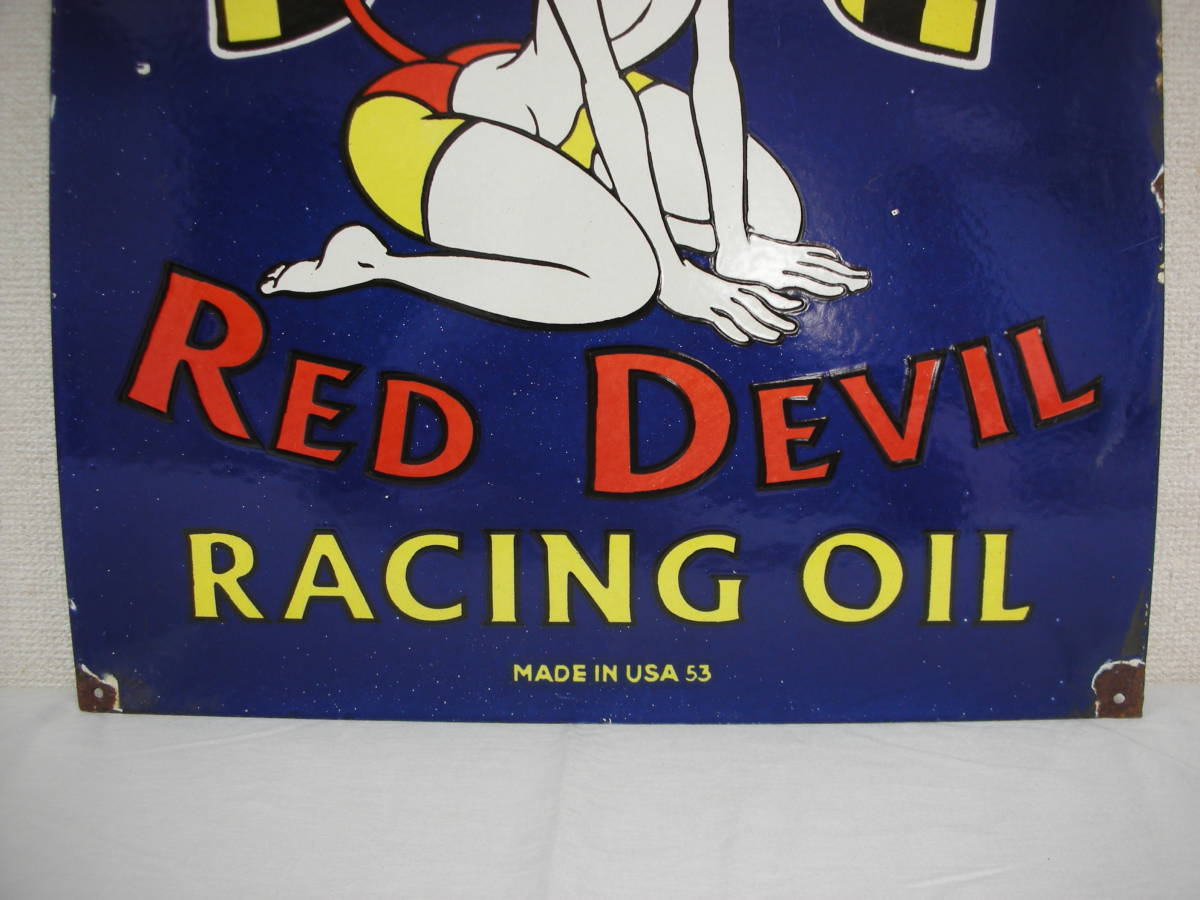 RED DEVIL
RACING OIL
MADE IN USA 53